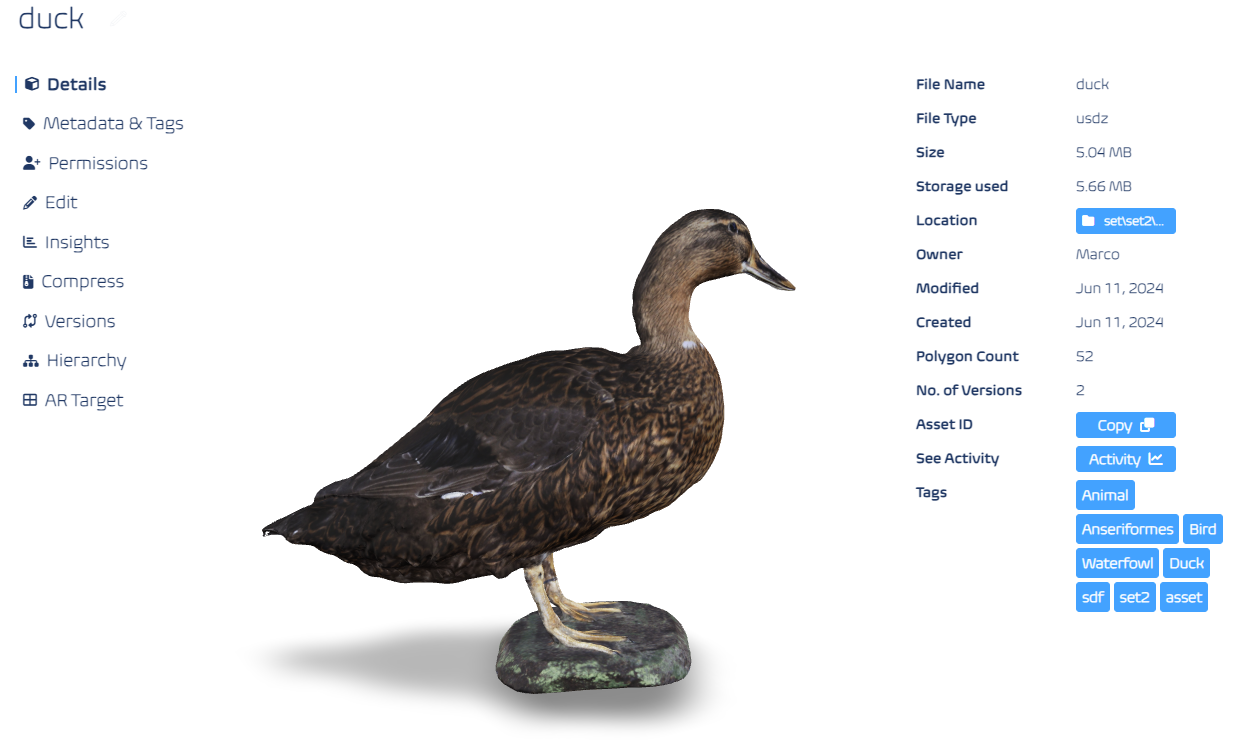 duck
Details
Metadata & Tags
Permissions
Edit
Insights
Compress
Versions
Hierarchy
AR Target
File Name duck
File Type usdz
Size 5.04 MB
Storage used 5.66 MB
Location set\set2\...
Owner Marco
Modified Jun 11, 2024
Created Jun 11, 2024
Polygon Count 52
No. of Versions 2
Asset ID Copy
See Activity Activity
Tags Animal
Anseriformes Bird
Waterfowl Duck
sdf set2 asset